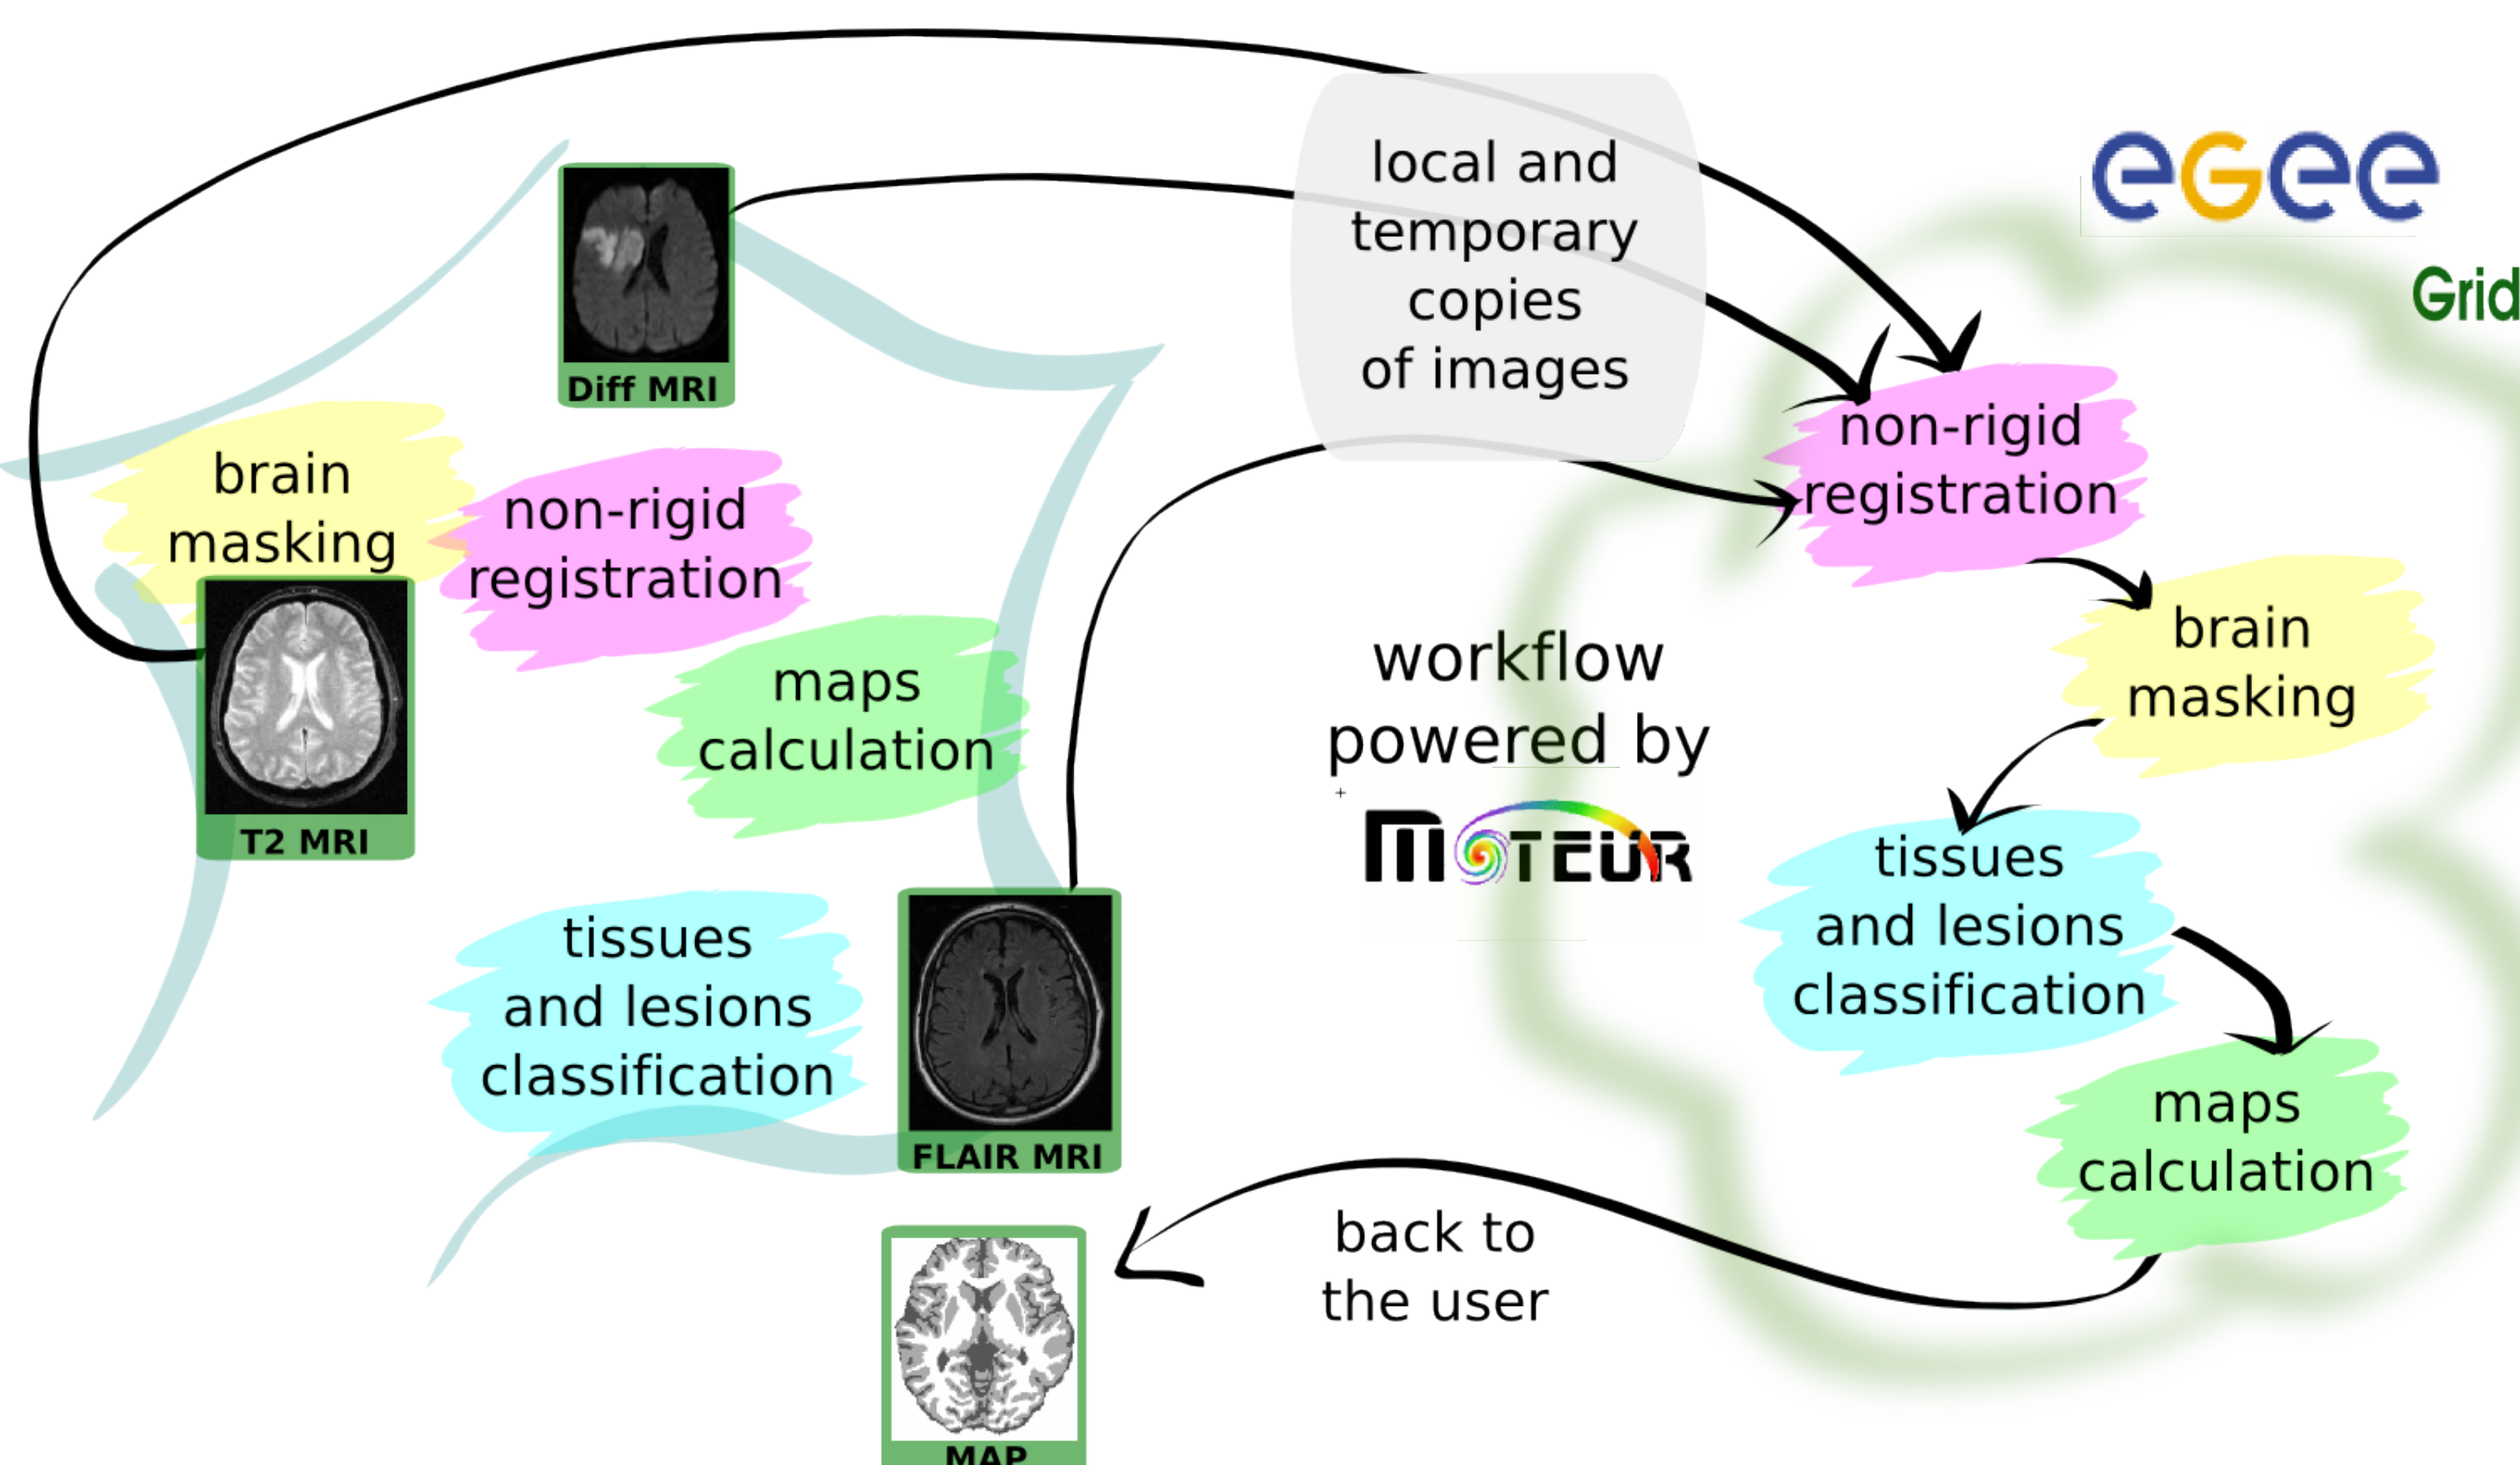 local and
temporary
copies
of images
egee
Grid
Diff MRI
brain
masking
non-rigid
registration
T2 MRI
maps
calculation
tissues
and lesions
classification
FLAIR MRI
workflow
powered by
MOTEUR
non-rigid
registration
brain
masking
tissues
and lesions
classification
maps
calculation
back to
the user
MAP